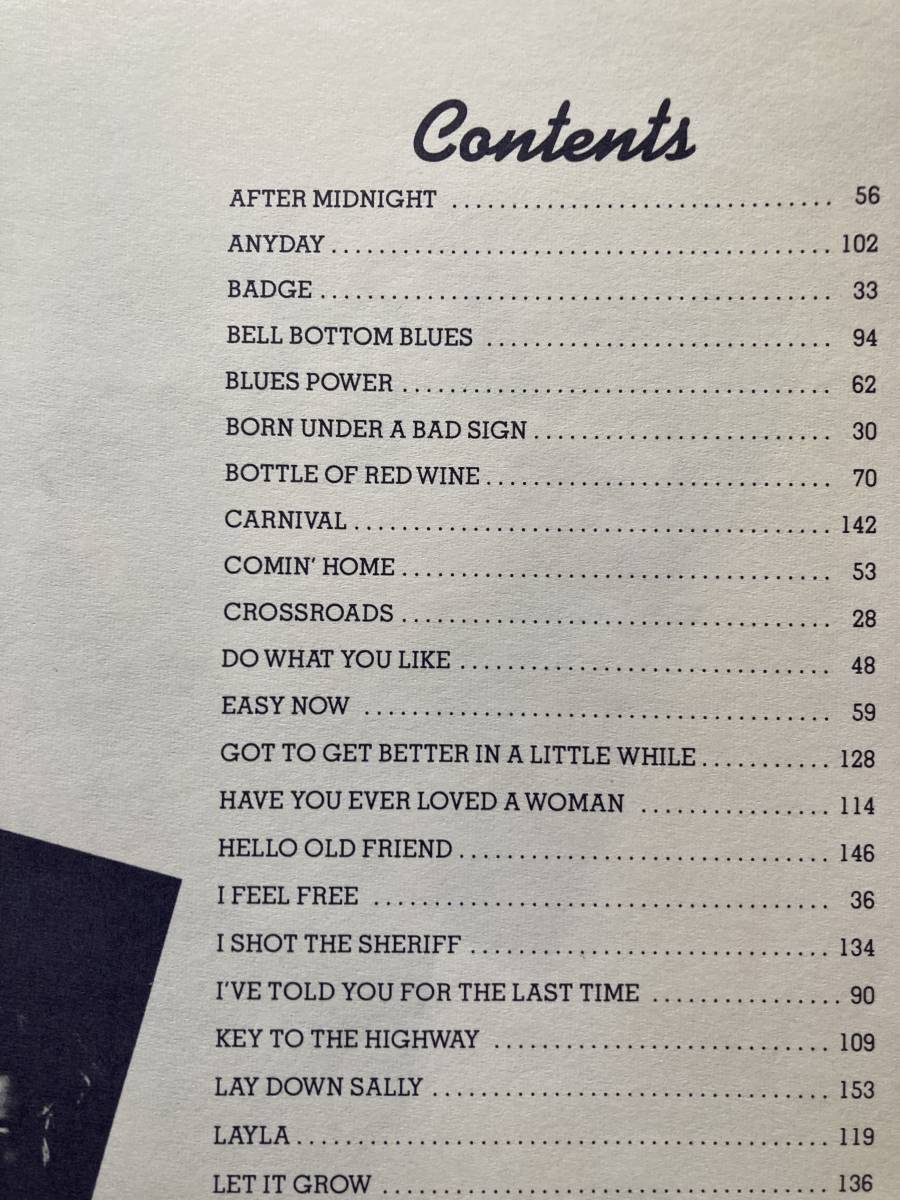 Contents
AFTER MIDNIGHT ................................ 56
ANYDAY .......................................... 102
BADGE ........................................... 33
BELL BOTTOM BLUES ............................. 94
BLUES POWER .................................... 62
BORN UNDER A BAD SIGN ......................... 30
BOTTLE OF RED WINE ............................. 70
CARNIVAL ........................................ 142
COMIN' HOME .................................... 53
CROSSROADS ..................................... 28
DO WHAT YOU LIKE ............................... 48
EASY NOW ....................................... 59
GOT TO GET BETTER IN A LITTLE WHILE ........... 128
HAVE YOU EVER LOVED A WOMAN ................ 114
HELLO OLD FRIEND ............................... 146
I FEEL FREE ...................................... 36
I SHOT THE SHERIFF .............................. 134
I'VE TOLD YOU FOR THE LAST TIME ................ 90
KEY TO THE HIGHWAY ............................ 109
LAY DOWN SALLY ................................. 153
LAYLA ............................................ 119
LET IT GROW ..................................... 136